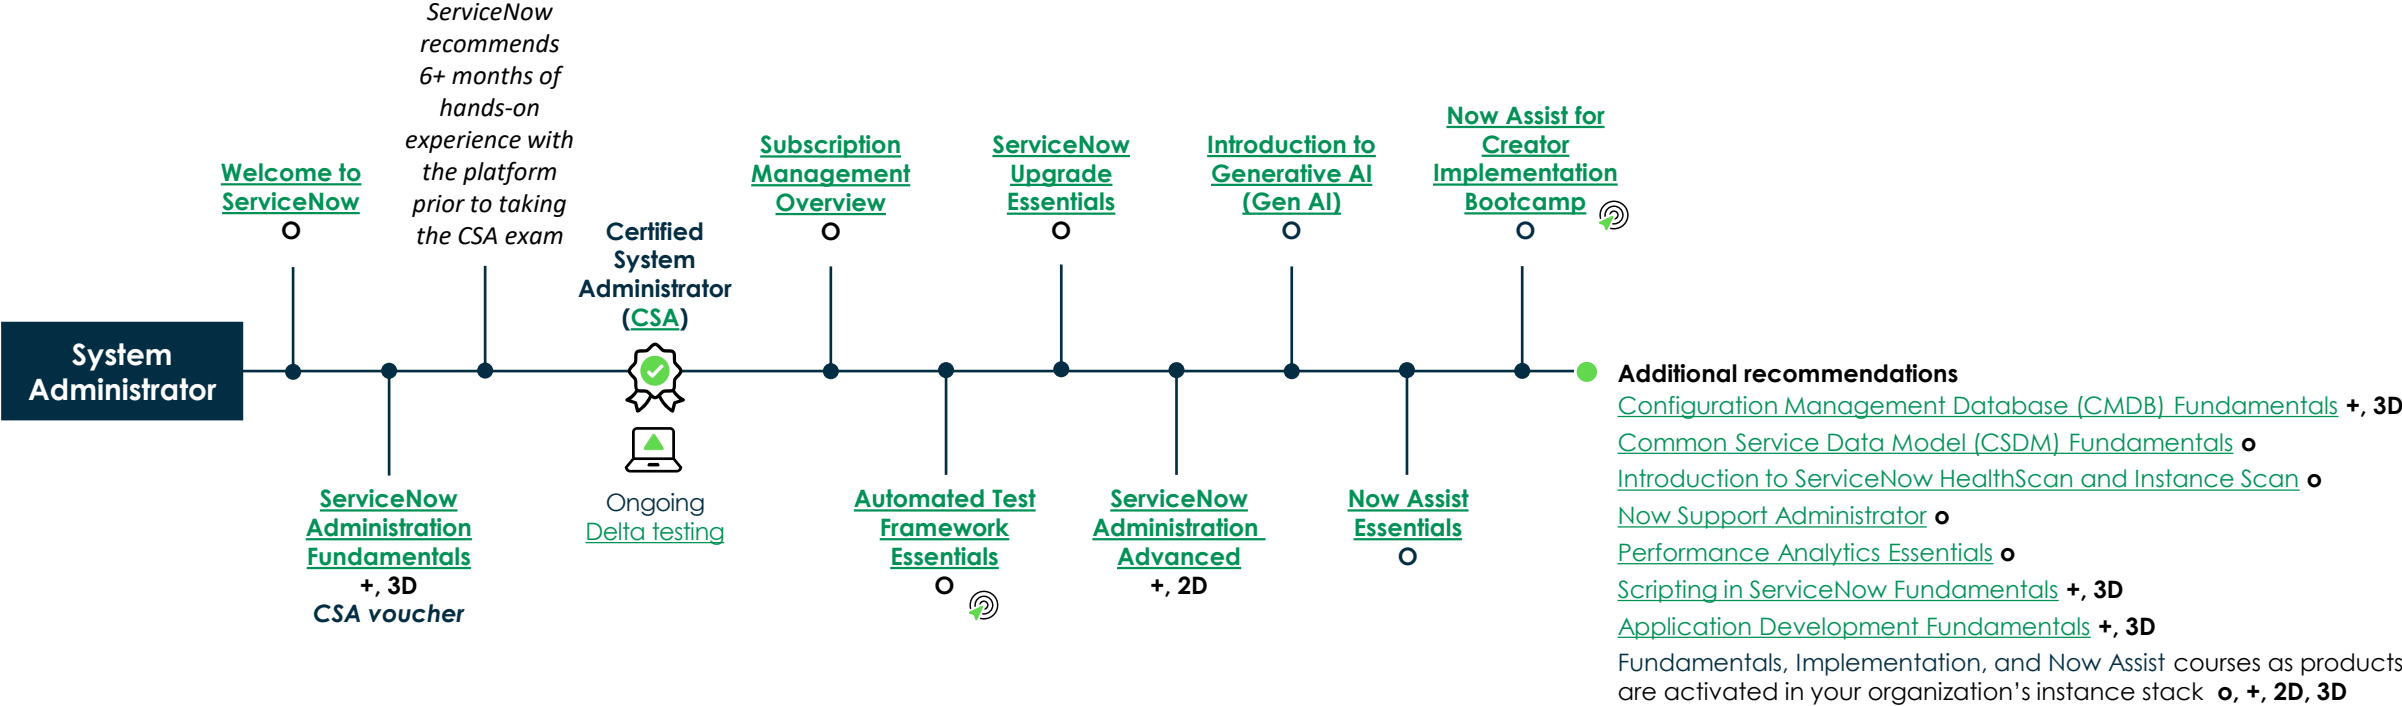 System
Administrator
Welcome to
ServiceNow
o
ServiceNow
Administration
Fundamentals
+, 3D
CSA voucher
ServiceNow
recommends
6+ months of
hands-on
experience with
the platform
prior to taking
the CSA exam
Certified
System
Administrator
(CSA)
Ongoing
Delta testing
Subscription
Management
Overview
o
Automated Test
Framework
Essentials
o
ServiceNow
Upgrade
Essentials
o
ServiceNow
Administration
Advanced
+, 2D
Introduction to
Generative AI
(Gen AI)
o
Now Assist
Essentials
o
Now Assist for
Creator
Implementation
Bootcamp
o
Additional recommendations
Configuration Management Database (CMDB) Fundamentals +, 3D
Common Service Data Model (CSDM) Fundamentals o
Introduction to ServiceNow HealthScan and Instance Scan o
Now Support Administrator o
Performance Analytics Essentials o
Scripting in ServiceNow Fundamentals +, 3D
Application Development Fundamentals +, 3D
Fundamentals, Implementation, and Now Assist courses as products
are activated in your organization’s instance stack o, +, 2D, 3D